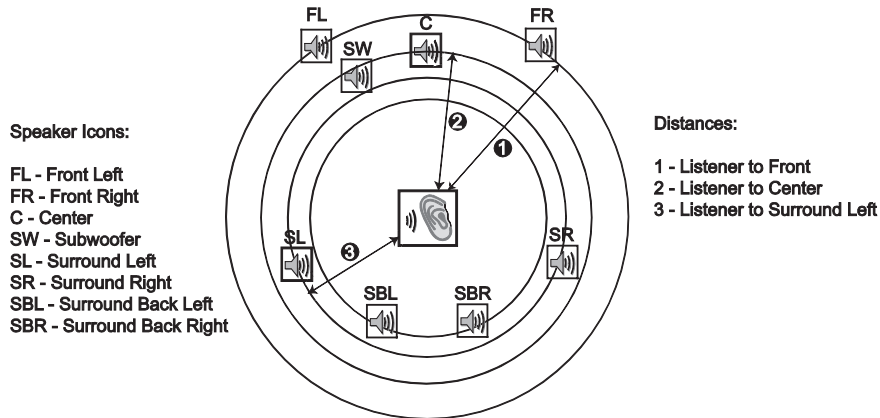 FL
FR
C
SW
Speaker Icons:
FL - Front Left
FR - Front Right
C - Center
SW - Subwoofer
SL - Surround Left
SR - Surround Right
SBL - Surround Back Left
SBR - Surround Back Right
2
1
SL
3
SR
SBL
SBR
Distances:
1 - Listener to Front
2 - Listener to Center
3 - Listener to Surround Left